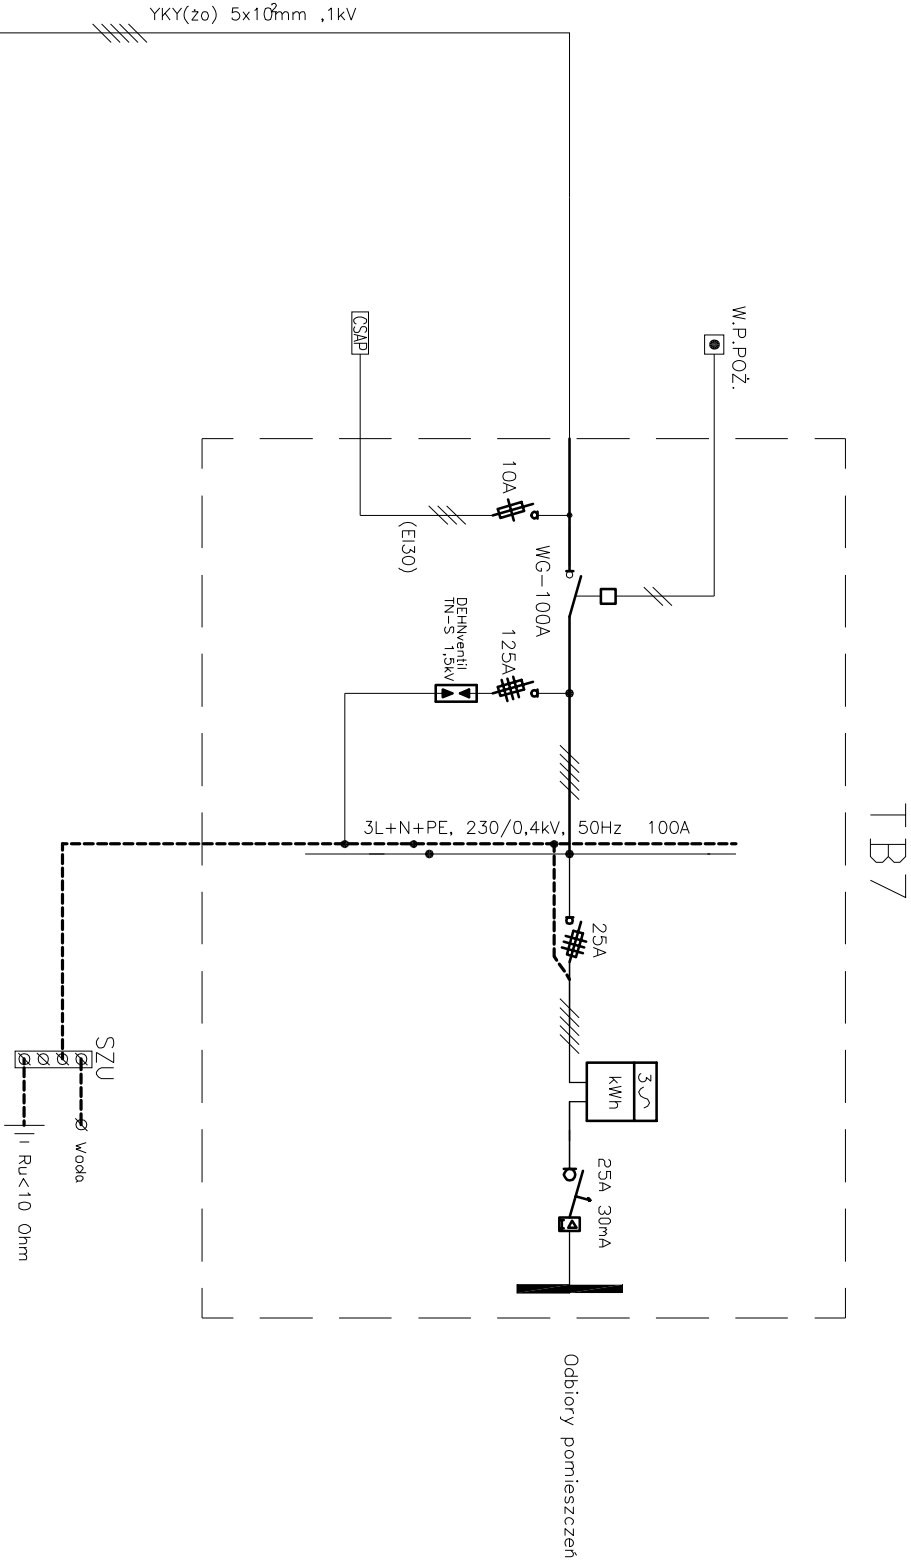 YKY(żo) 5x10mm² ,1kV
W.P.POŻ.
CSAP
10A
(EI30)
WG-100A
DEHNventil
TN-S 1,5kV
125A
3L+N+PE, 230/0,4kV, 50Hz 100A
TB7
25A
3
kWh
SZU
Woda
Ru<10 Ohm
25A 30mA
Odbiory pomieszczeń